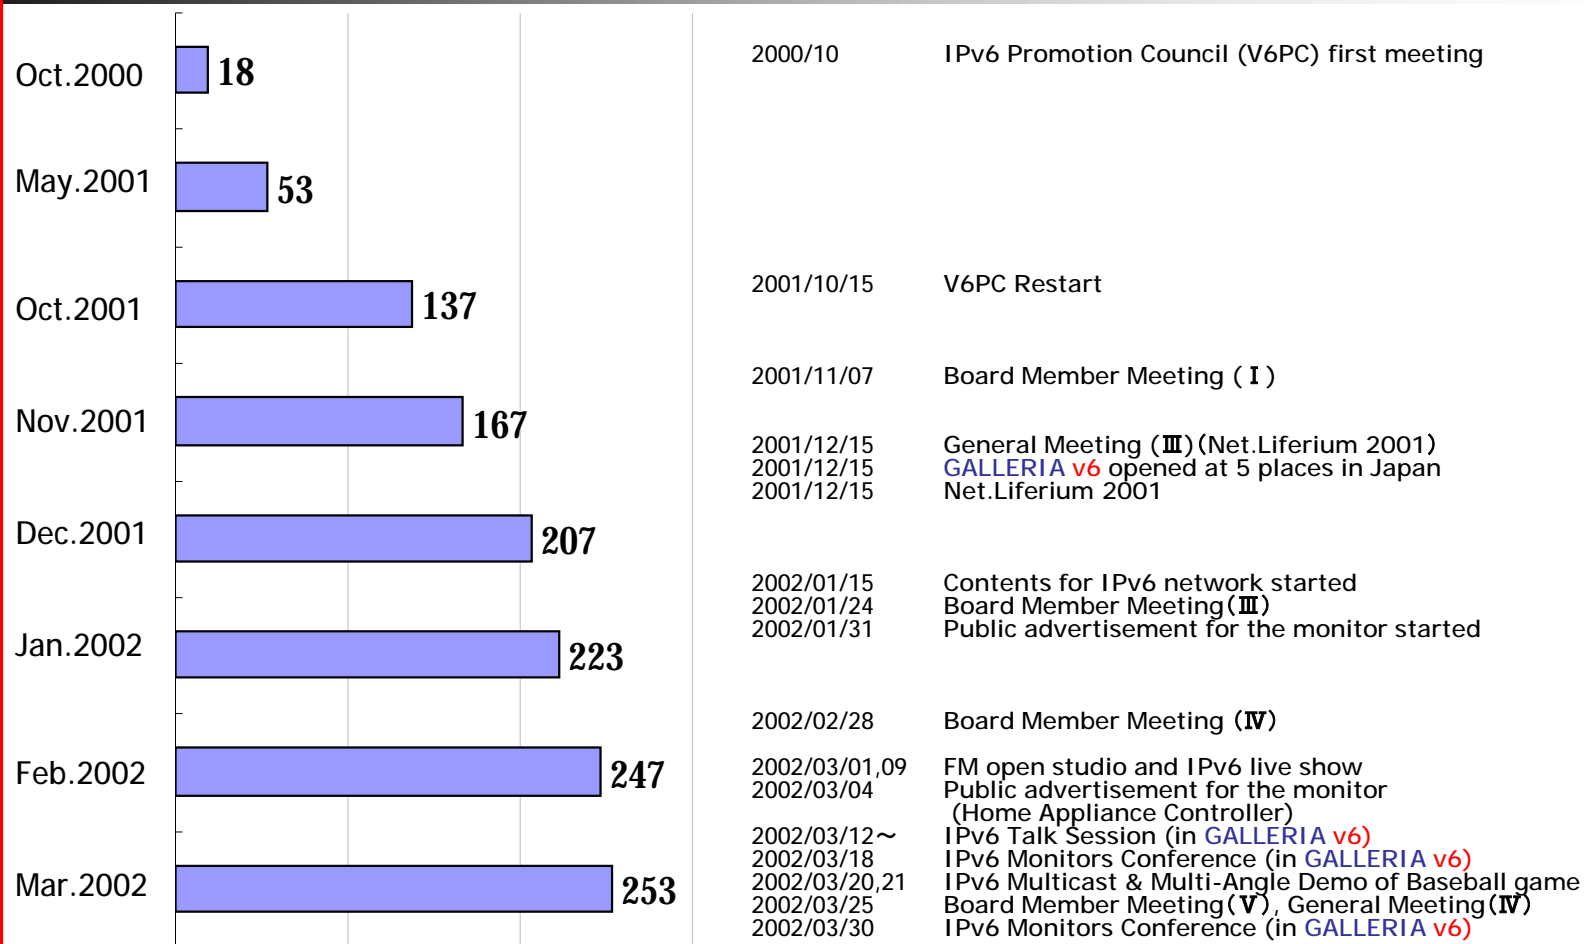 Oct.2000 18
May.2001 53
Oct.2001 137
Nov.2001 167
Dec.2001 207
Jan.2002 223
Feb.2002 247
Mar.2002 253
2000/10 IPv6 Promotion Council (V6PC) first meeting
2001/10/15 V6PC Restart
2001/11/07 Board Member Meeting (Ⅰ)
2001/12/15 General Meeting (Ⅲ)(Net.Liferium 2001)
2001/12/15 GALLERIA v6 opened at 5 places in Japan
2001/12/15 Net.Liferium 2001
2002/01/15 Contents for IPv6 network started
2002/01/24 Board Member Meeting(Ⅲ)
2002/01/31 Public advertisement for the monitor started
2002/02/28 Board Member Meeting (Ⅳ)
2002/03/01,09 FM open studio and IPv6 live show
2002/03/04 Public advertisement for the monitor
(Home Appliance Controller)
2002/03/12～ IPv6 Talk Session (in GALLERIA v6)
2002/03/18 IPv6 Monitors Conference (in GALLERIA v6)
2002/03/20,21 IPv6 Multicast & Multi-Angle Demo of Baseball game
2002/03/25 Board Member Meeting(Ⅴ), General Meeting(Ⅳ)
2002/03/30 IPv6 Monitors Conference (in GALLERIA v6)